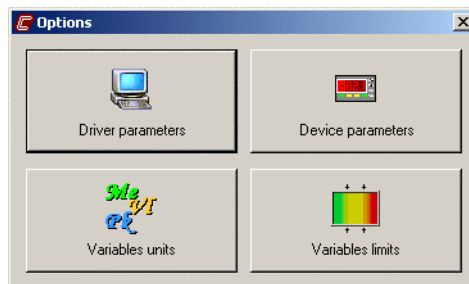 Options
Driver parameters
Device parameters
Variables units
Variables limits